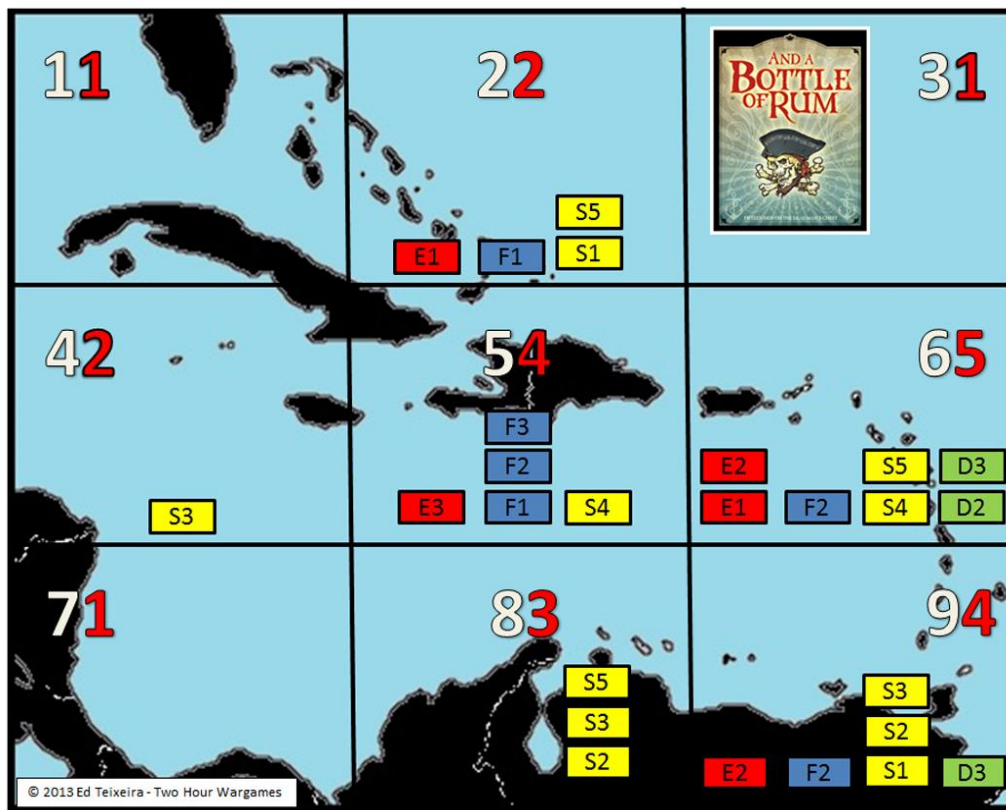 11
22
31
AND A
BOTTLE
OF RUM
S5
E1 F1 S1
42
54
65
F3
F2
E2 S5 D3
S3
E3 F1 S4
E1 F2 S4 D2
71
83
94
S5
S3
S2
S3
S2
E2 F2 S1 D3
© 2013 Ed Teixeira - Two Hour Wargames